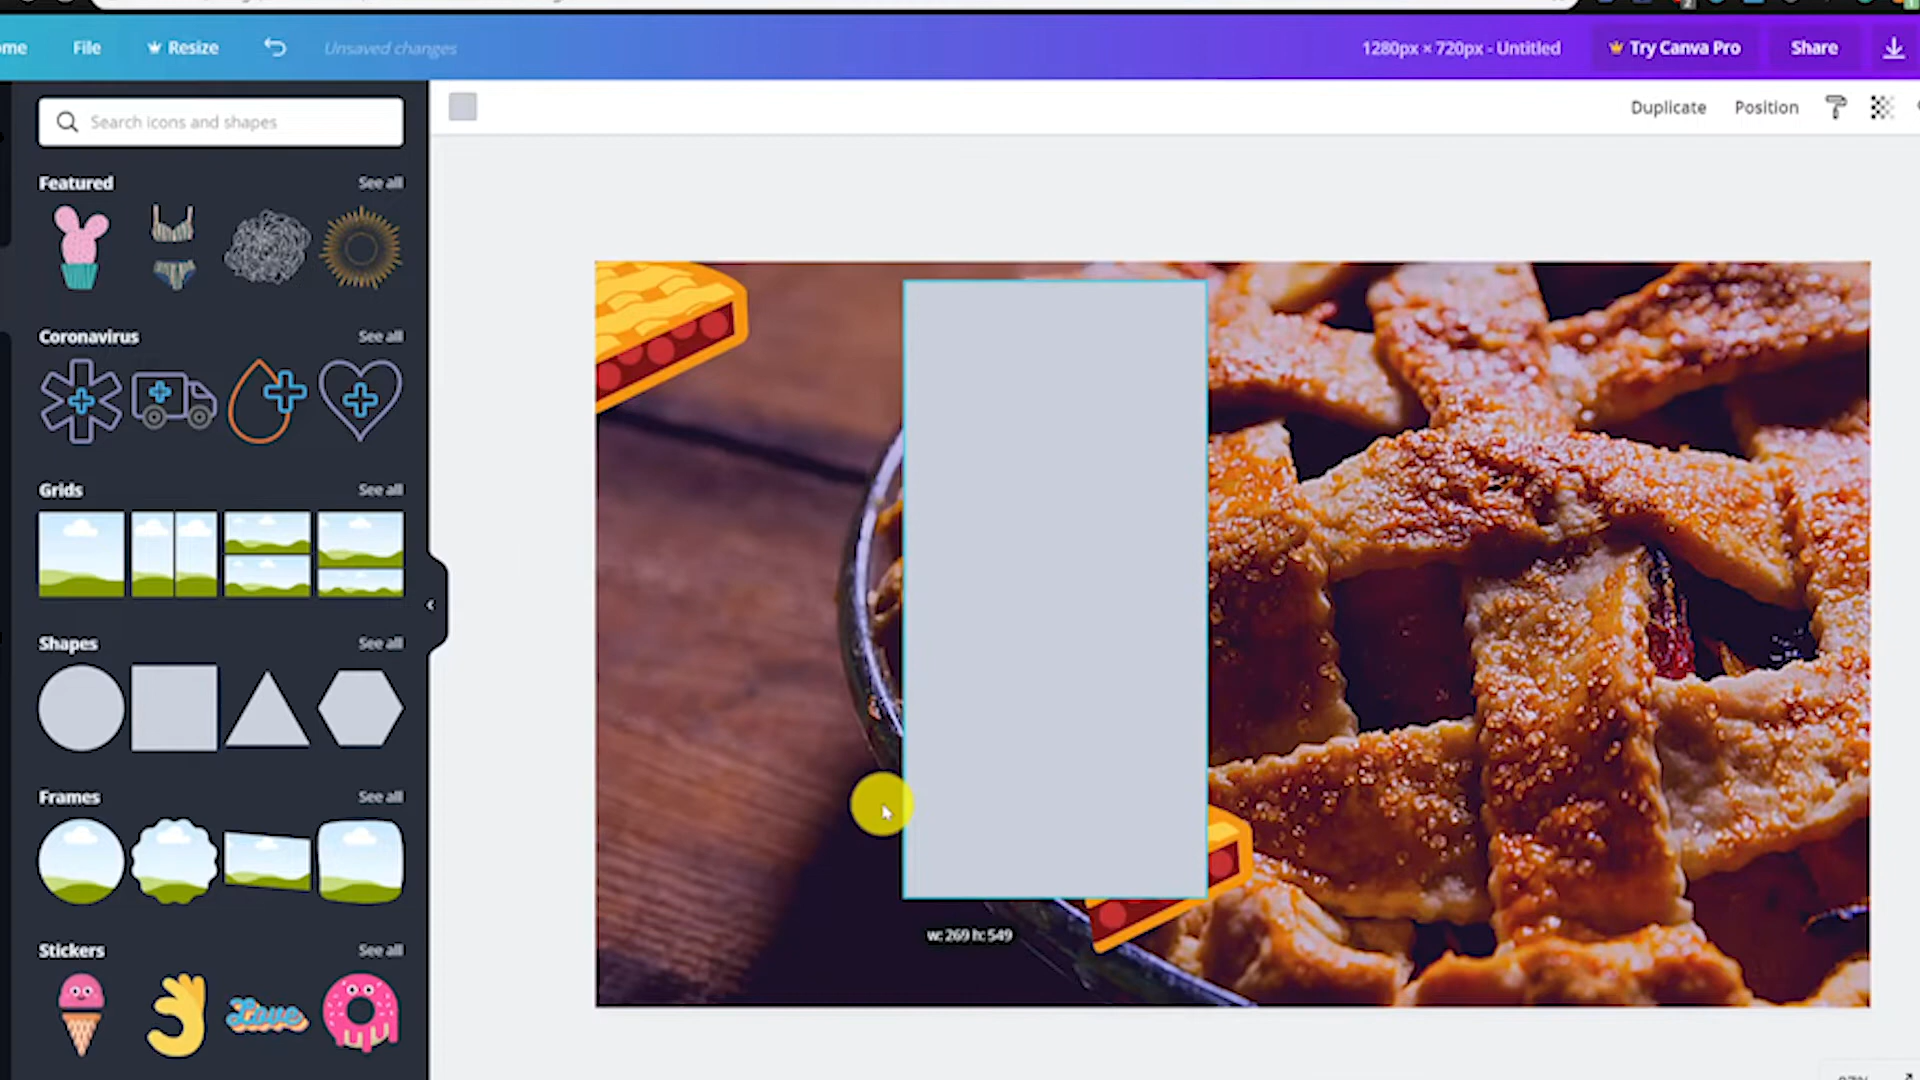 ome File Resize Unsaved changes 1280px × 720px - Untitled Try Canva Pro Share
Search icons and shapes
Duplicate Position
Featured See all
Coronavirus See all
Grids See all
Shapes See all
Frames See all
w: 269 h: 549
Stickers See all
Love